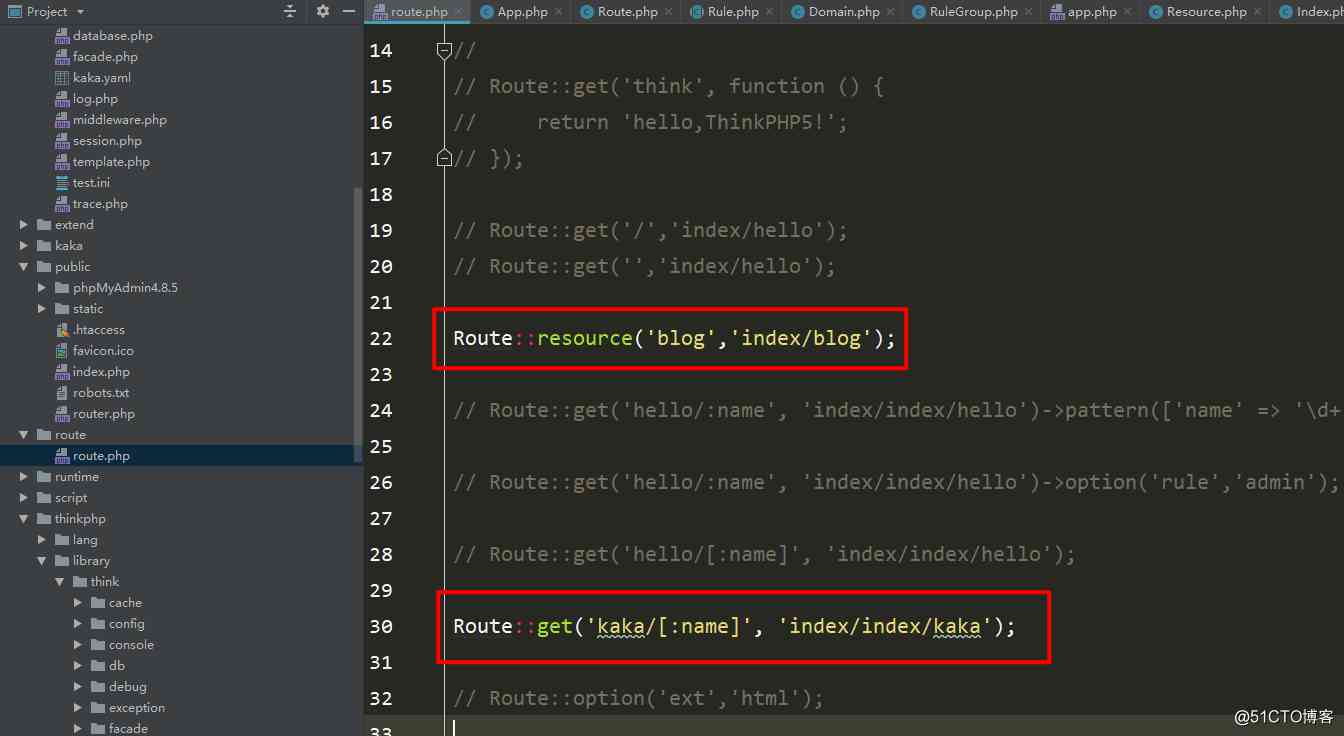 Project
route.php
App.php
Route.php
Rule.php
Domain.php
RuleGroup.php
app.php
Resource.php
database.php
facade.php
kaka.yaml
log.php
middleware.php
session.php
template.php
test.ini
trace.php
extend
kaka
public
phpMyAdmin4.8.5
static
.htaccess
favicon.ico
index.php
robots.txt
router.php
route
route.php
runtime
script
thinkphp
lang
library
think
cache
config
console
db
debug
exception
facade
14 //
15 // Route::get('think', function () {
16 //     return 'hello,ThinkPHP5!';
17 // });
18
19 // Route::get('/','index/hello');
20 // Route::get('','index/hello');
21
22 Route::resource('blog','index/blog');
23
24 // Route::get('hello/:name', 'index/index/hello')->pattern(['name' => '\d+
25
26 // Route::get('hello/:name', 'index/index/hello')->option('rule','admin');
27
28 // Route::get('hello/[:name]', 'index/index/hello');
29
30 Route::get('kaka/[:name]', 'index/index/kaka');
31
32 // Route::option('ext','html');
33
@51CTO博客